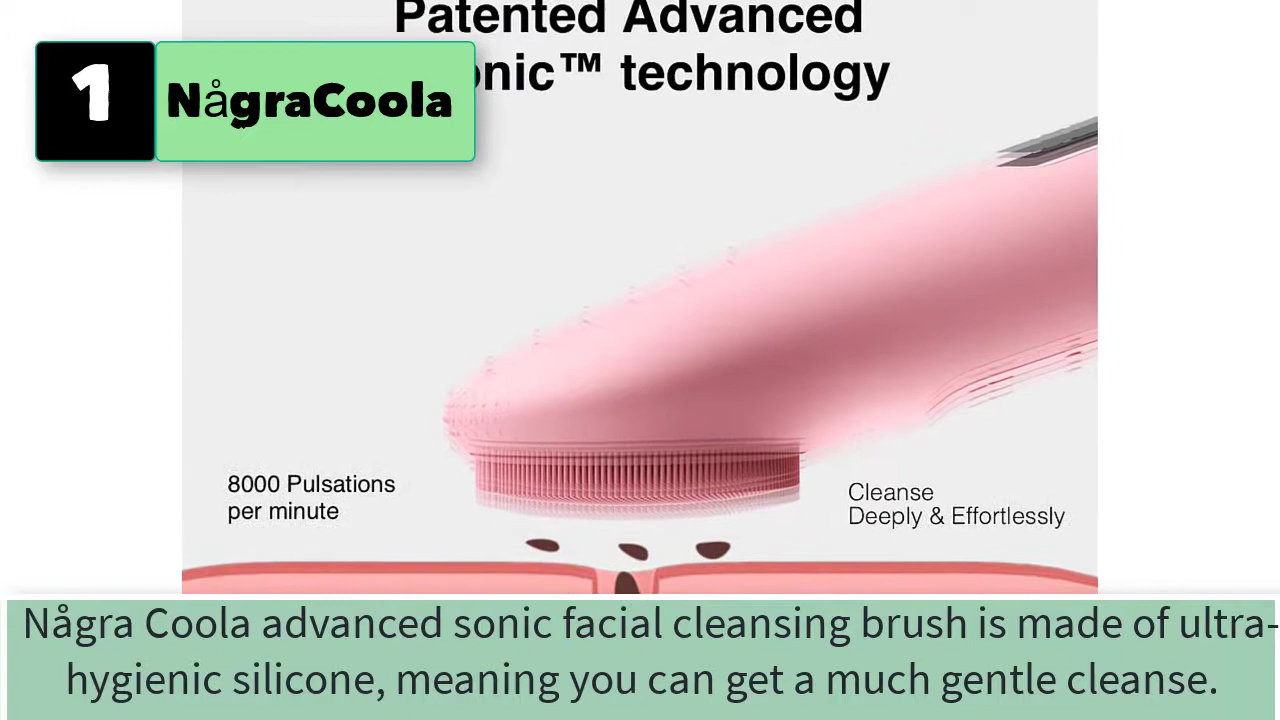 Patented Advanced
onic™ technology
1
NågraCoola
8000 Pulsations
per minute
Cleanse
Deeply & Effortlessly
Några Coola advanced sonic facial cleansing brush is made of ultra-
hygienic silicone, meaning you can get a much gentle cleanse.